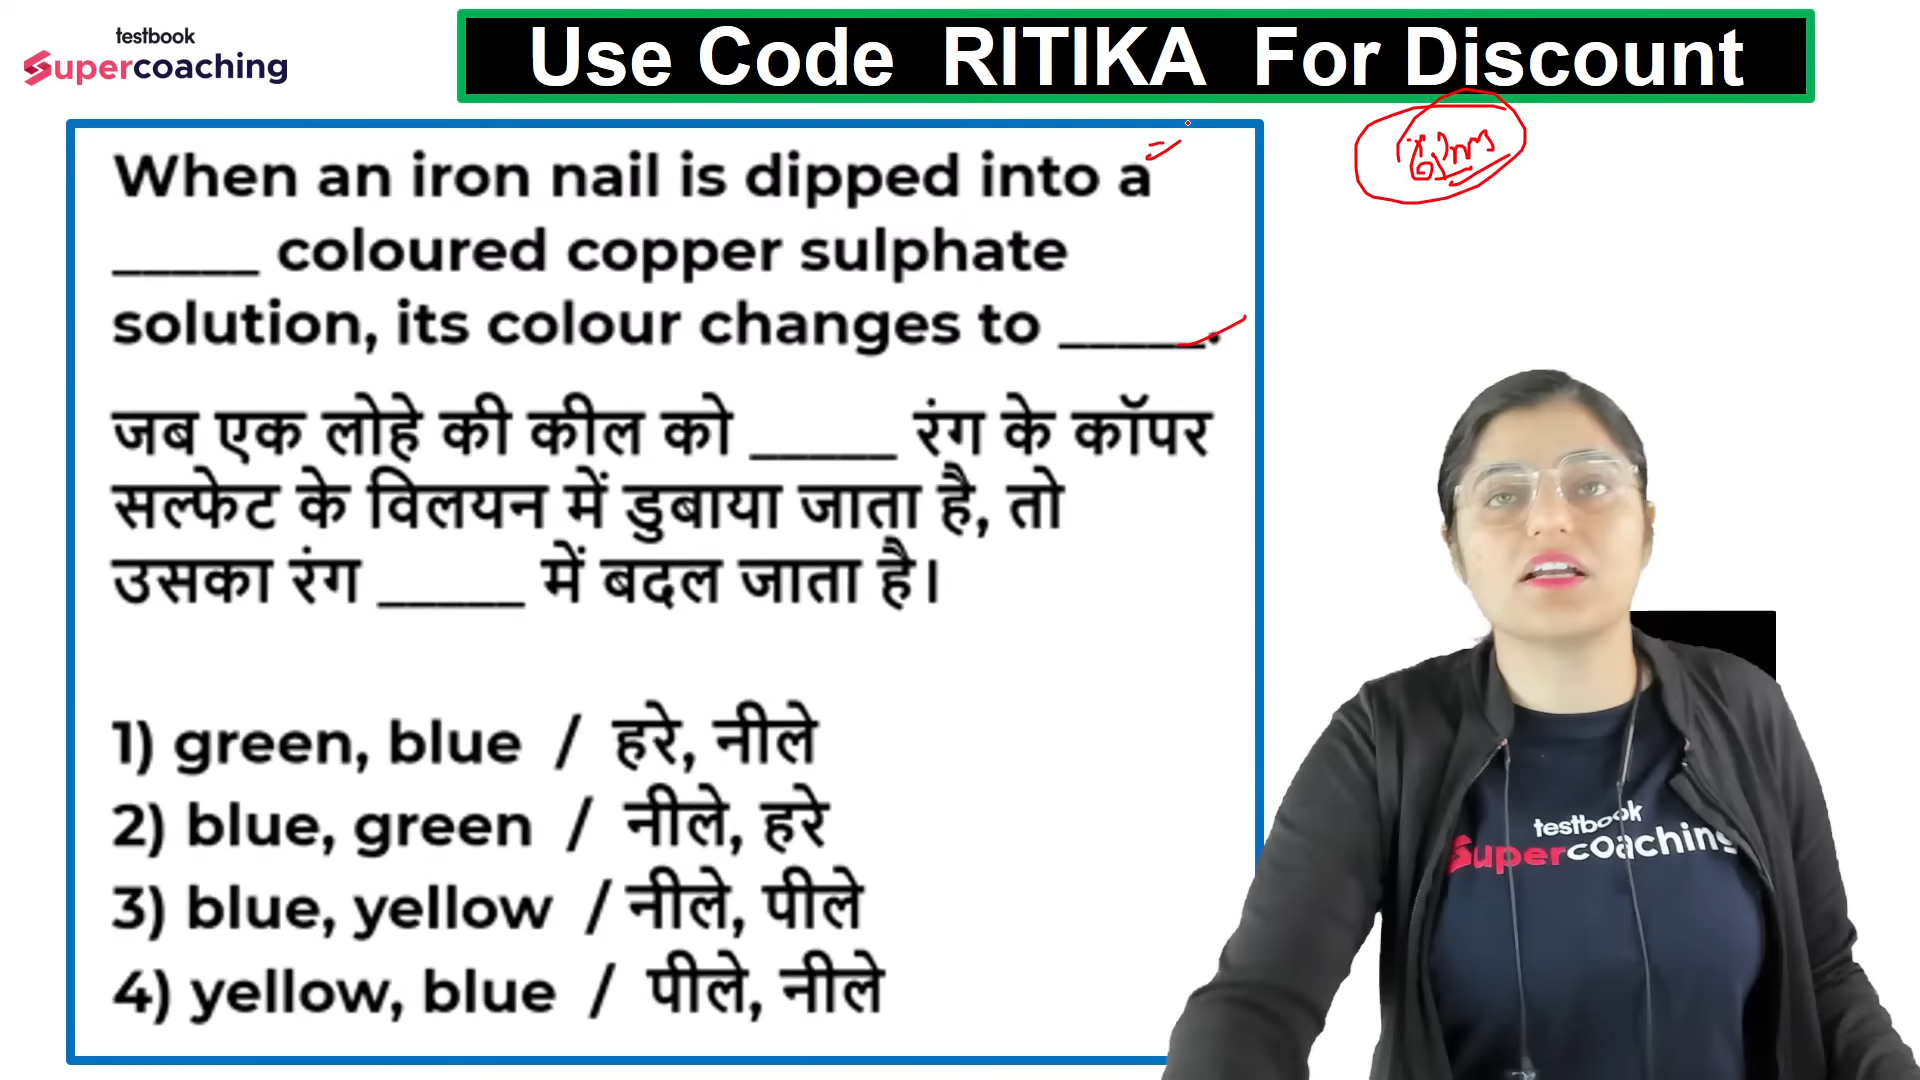 testbook
Supercoaching
Use Code RITIKA For Discount
When an iron nail is dipped into a
_____ coloured copper sulphate
solution, its colour changes to _____.
जब एक लोहे की कील को _____ रंग के कॉपर
सल्फेट के विलयन में डुबाया जाता है, तो
उसका रंग _____ में बदल जाता है।
1) green, blue / हरे, नीले
2) blue, green / नीले, हरे
3) blue, yellow / नीले, पीले
4) yellow, blue / पीले, नीले
testbook
Supercoaching